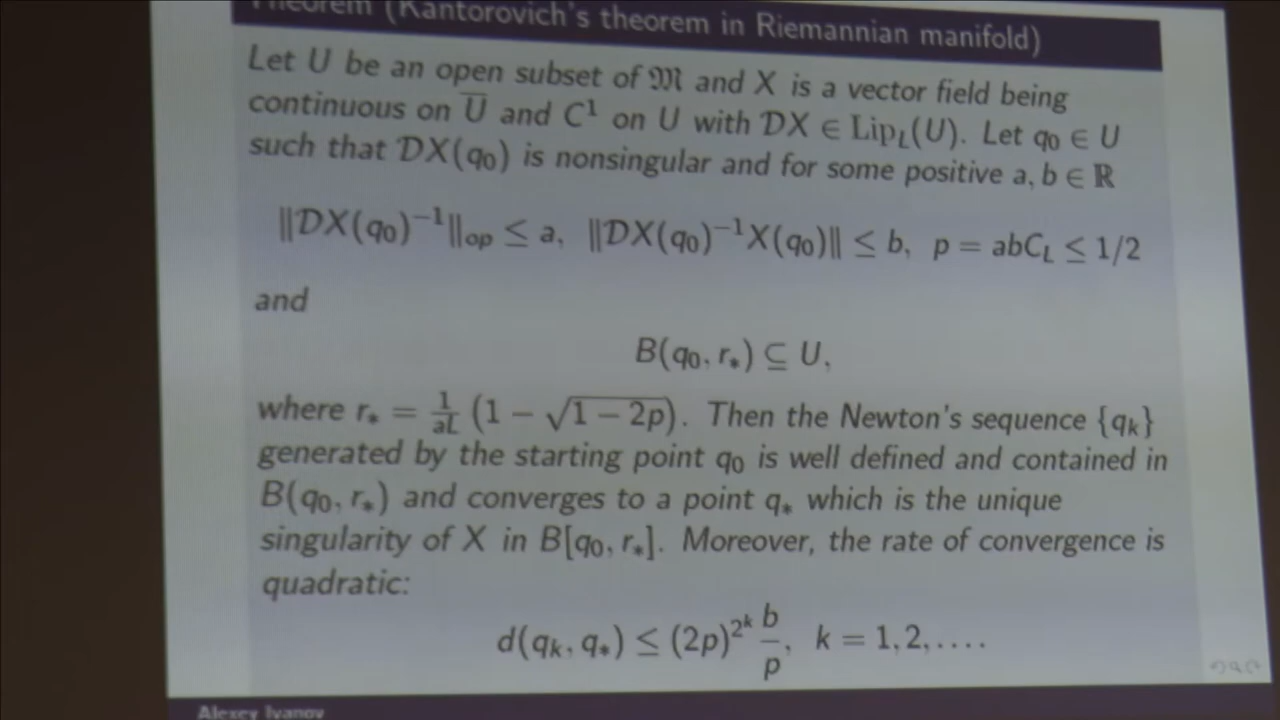 Theorem (Kantorovich's theorem in Riemannian manifold)
Let U be an open subset of 𝔐 and X is a vector field being
continuous on U̅ and C¹ on U with 𝒟X ∈ Lip_L(U). Let q₀ ∈ U
such that 𝒟X(q₀) is nonsingular and for some positive a, b ∈ ℝ
‖𝒟X(q₀)⁻¹‖_op ≤ a, ‖𝒟X(q₀)⁻¹X(q₀)‖ ≤ b, p = abC_L ≤ 1/2
and
B(q₀, r_*) ⊆ U,
where r_* = 1/aL (1 − √(1 − 2p)). Then the Newton's sequence {q_k}
generated by the starting point q₀ is well defined and contained in
B(q₀, r_*) and converges to a point q_* which is the unique
singularity of X in B[q₀, r_*]. Moreover, the rate of convergence is
quadratic:
d(q_k, q_*) ≤ (2p)^{2^k} b/p, k = 1, 2, . . . .
Alexey Ivanov